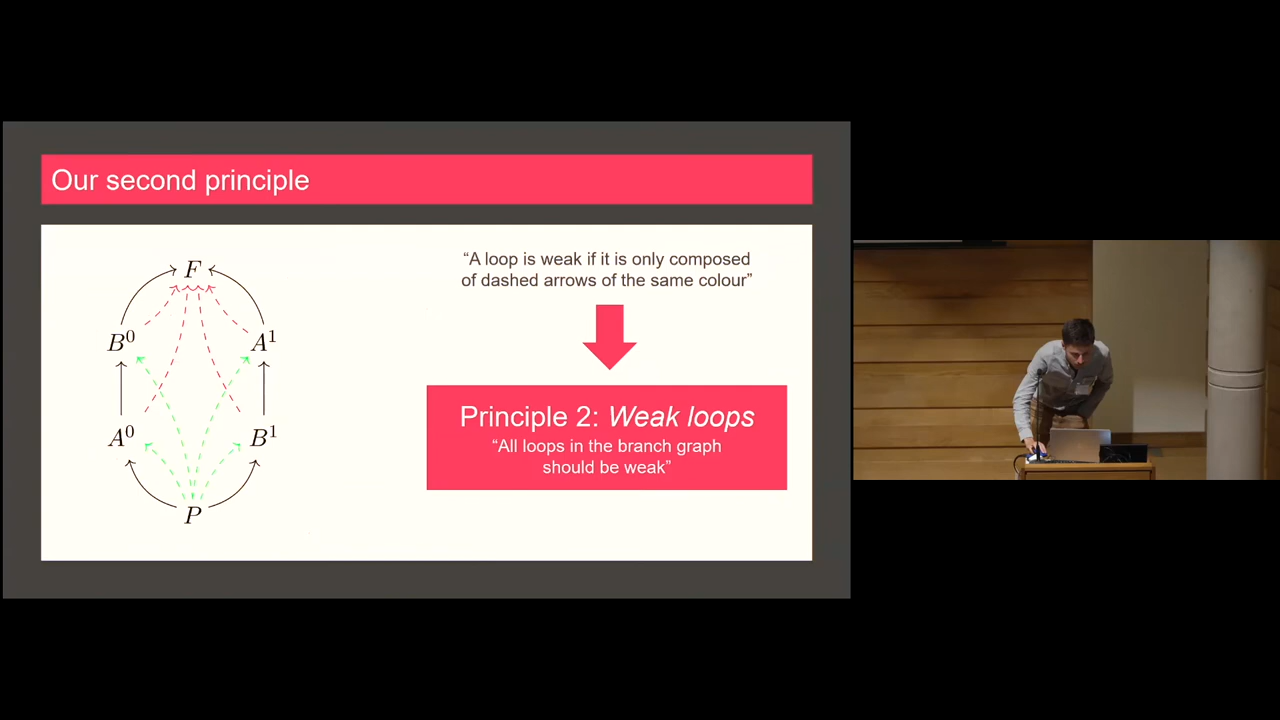 Our second principle
F
B⁰
A¹
A⁰
B¹
P
“A loop is weak if it is only composed
of dashed arrows of the same colour”
Principle 2: Weak loops
“All loops in the branch graph
should be weak”